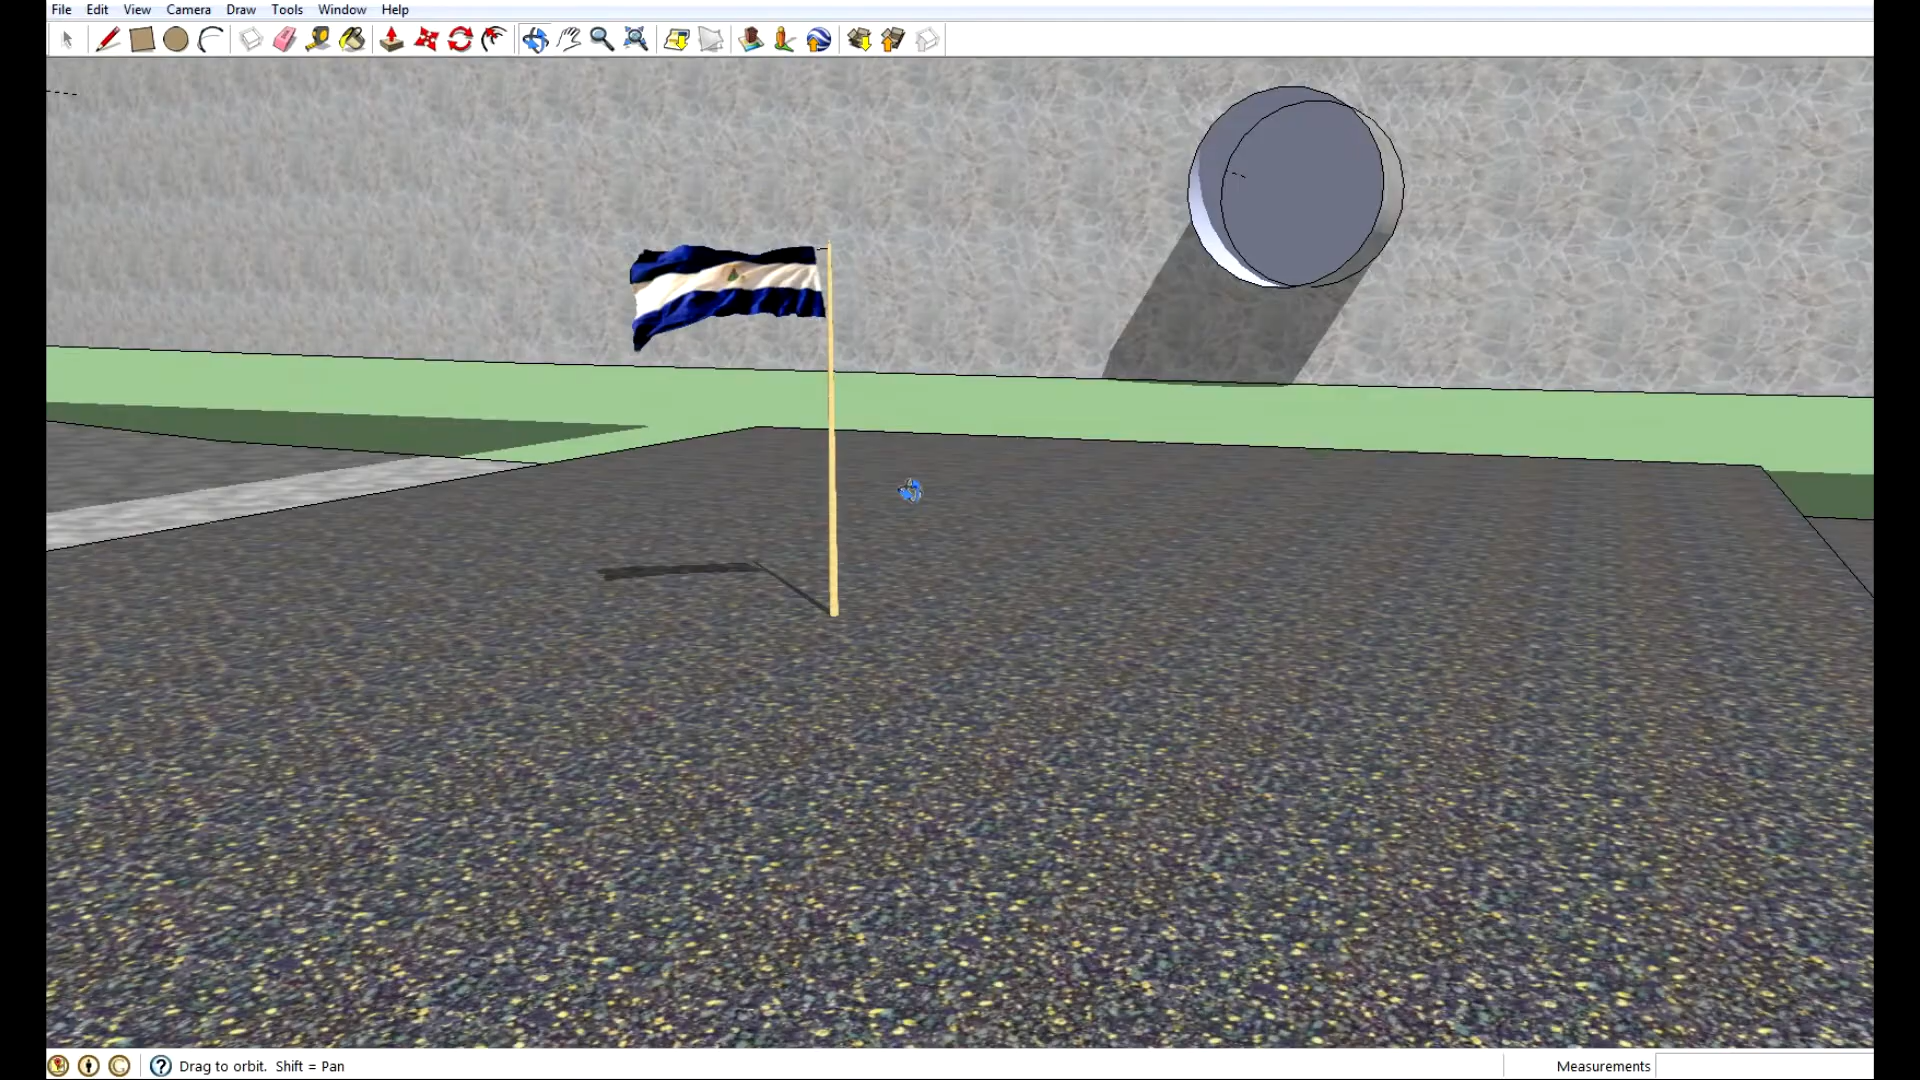 File Edit View Camera Draw Tools Window Help
Drag to orbit. Shift = Pan
Measurements